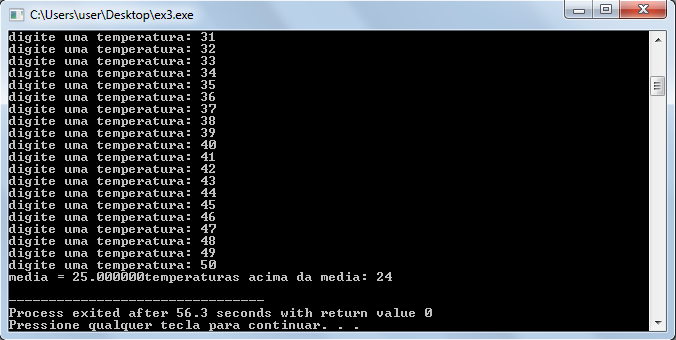 C:\Users\user\Desktop\ex3.exe
digite uma temperatura: 31
digite uma temperatura: 32
digite uma temperatura: 33
digite uma temperatura: 34
digite uma temperatura: 35
digite uma temperatura: 36
digite uma temperatura: 37
digite uma temperatura: 38
digite uma temperatura: 39
digite uma temperatura: 40
digite uma temperatura: 41
digite uma temperatura: 42
digite uma temperatura: 43
digite uma temperatura: 44
digite uma temperatura: 45
digite uma temperatura: 46
digite uma temperatura: 47
digite uma temperatura: 48
digite uma temperatura: 49
digite uma temperatura: 50
media = 25.000000temperaturas acima da media: 24
--------------------------------
Process exited after 56.3 seconds with return value 0
Pressione qualquer tecla para continuar. . .